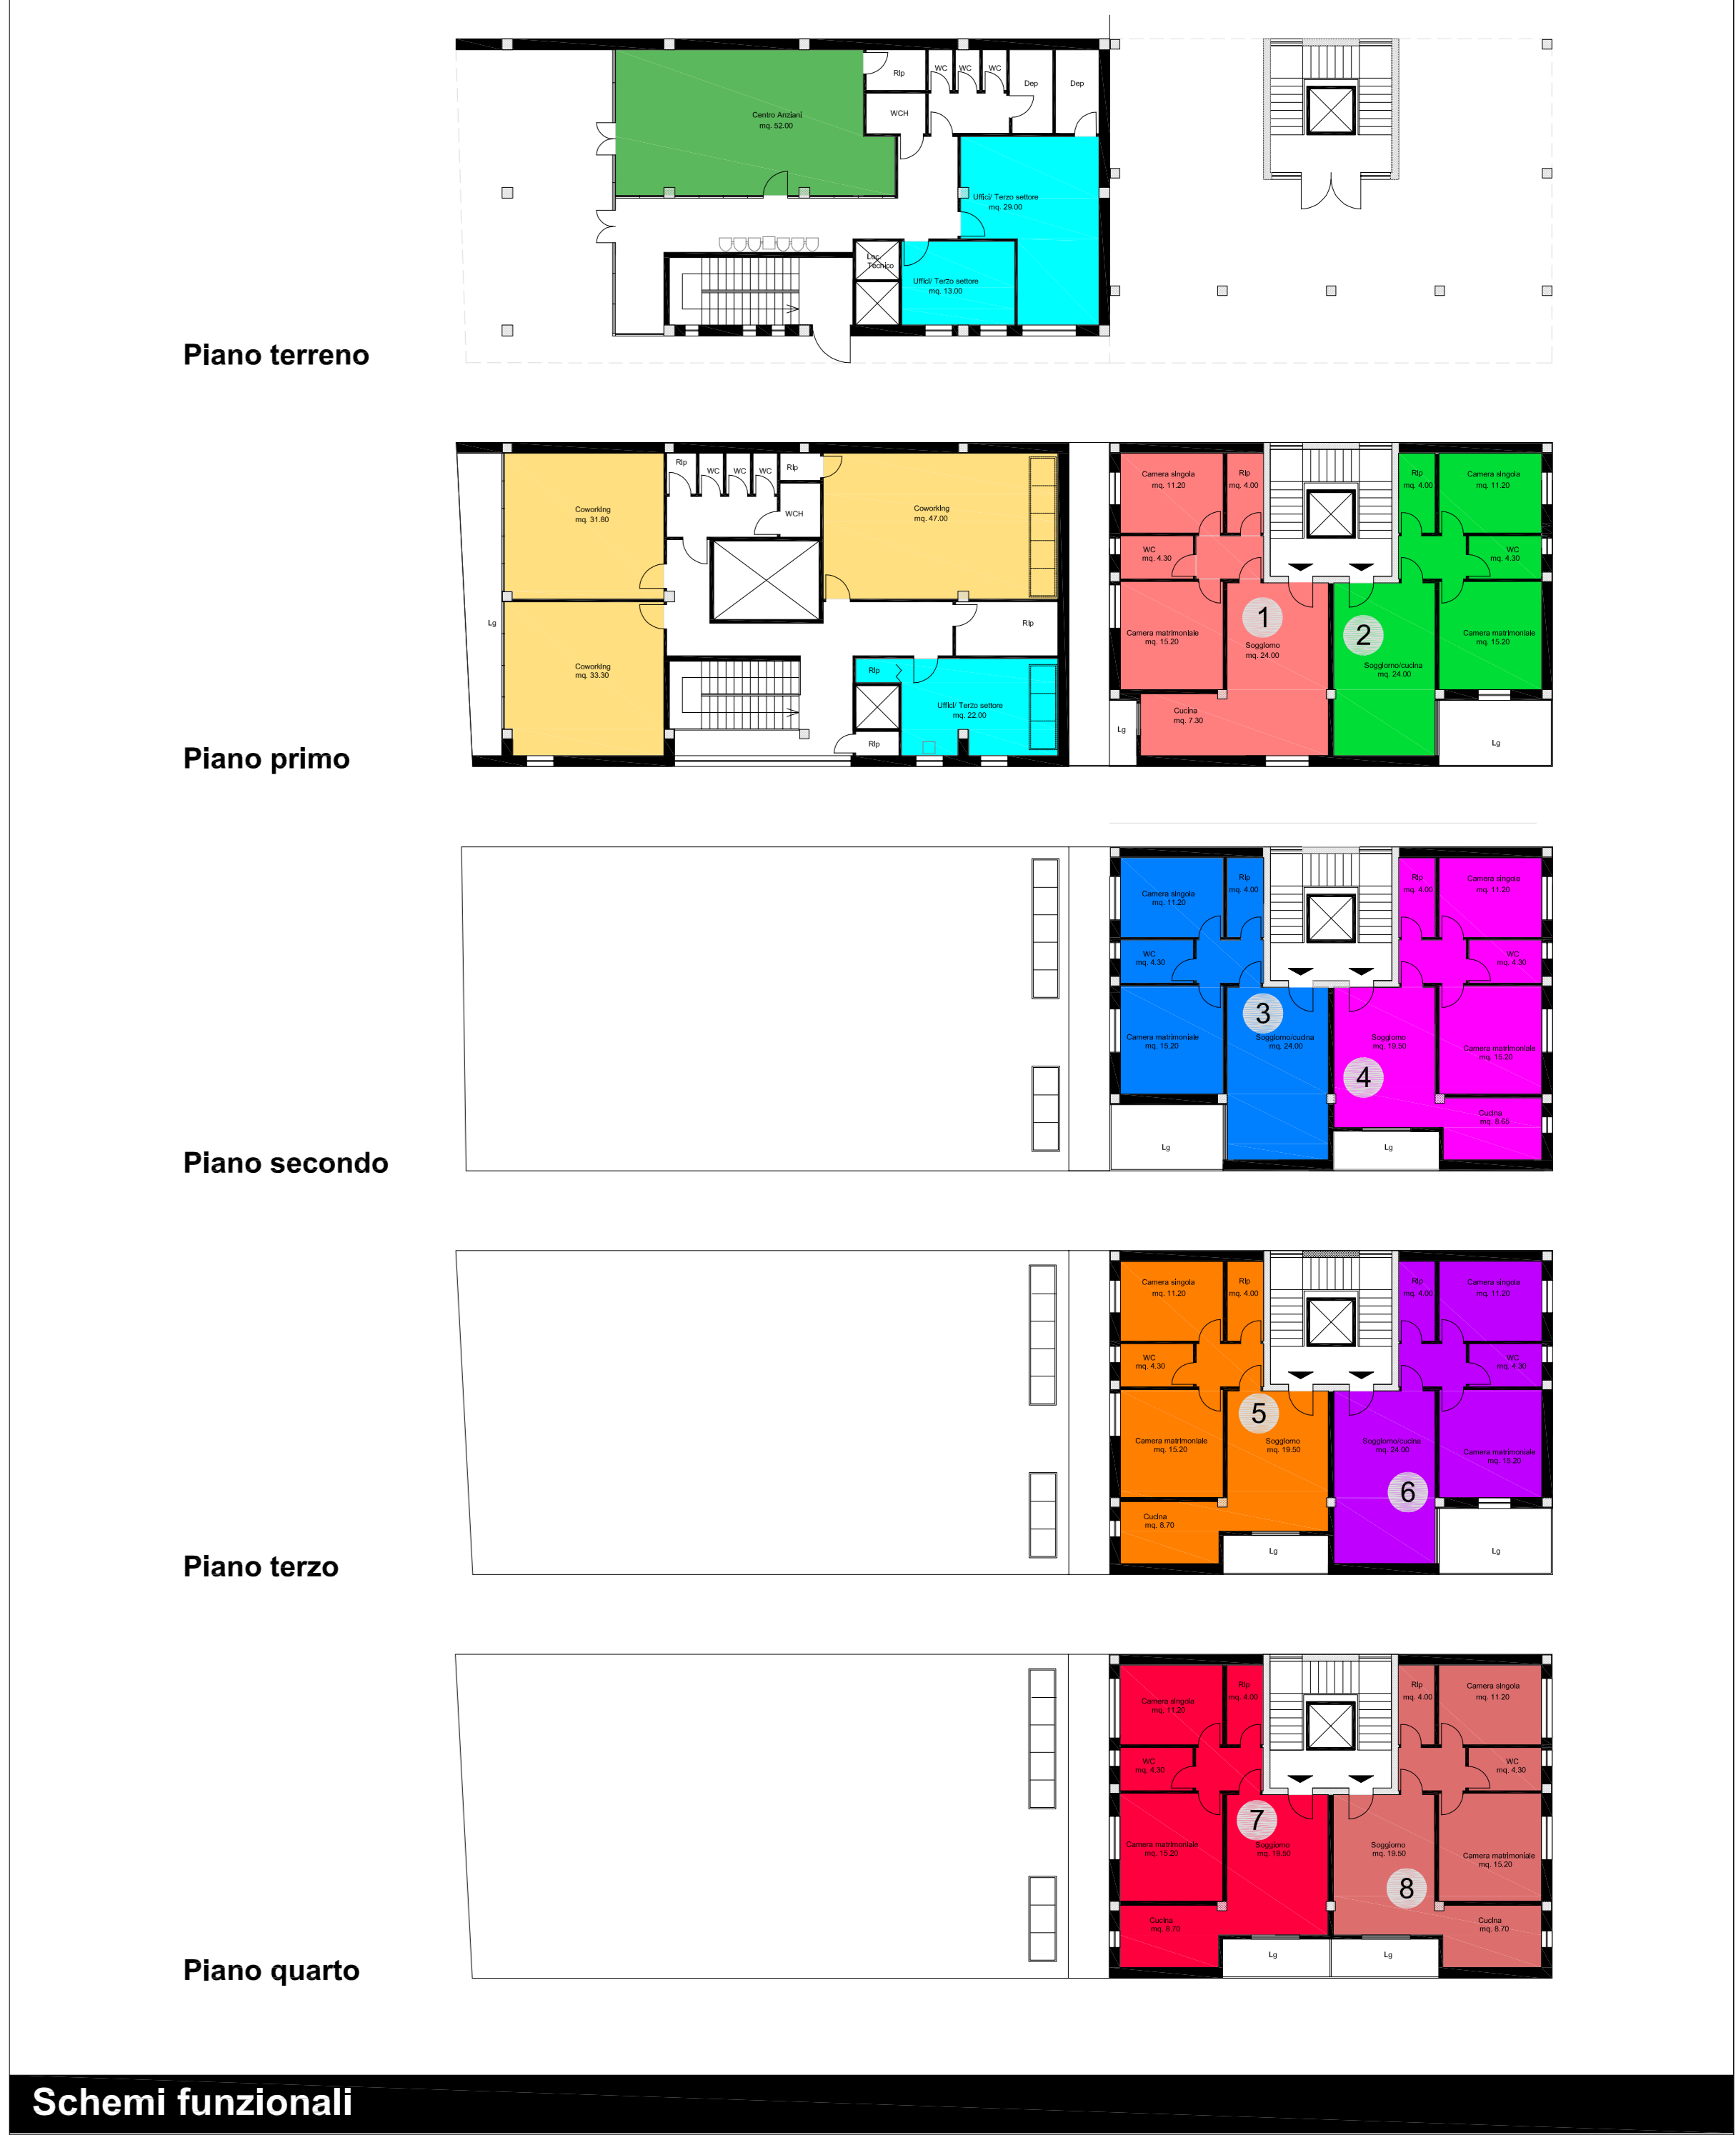 Rip
WC
WC
WC
Dep
Dep
Centro Anziani
mq. 52.00
WCH
Uffici/ Terzo settore
mq. 29.00
Loc.
Tecnico
Uffici/ Terzo settore
mq. 13.00
Piano terreno
Rip
WC
WC
WC
Rip
WCH
Coworking
mq. 31.80
Coworking
mq. 47.00
Lg
Rip
Coworking
mq. 33.30
Rip
Uffici/ Terzo settore
mq. 22.00
Rip
Camera singola
mq. 11.20
Rip
mq. 4.00
Rip
mq. 4.00
Camera singola
mq. 11.20
WC
mq. 4.30
WC
mq. 4.30
1
2
Camera matrimoniale
mq. 15.20
Soggiorno
mq. 24.00
Soggiorno/cucina
mq. 24.00
Camera matrimoniale
mq. 15.20
Cucina
mq. 7.30
Lg
Lg
Piano primo
Camera singola
mq. 11.20
Rip
mq. 4.00
Rip
mq. 4.00
Camera singola
mq. 11.20
WC
mq. 4.30
WC
mq. 4.30
3
Camera matrimoniale
mq. 15.20
Soggiorno/cucina
mq. 24.00
Soggiorno
mq. 19.50
Camera matrimoniale
mq. 15.20
4
Cucina
mq. 8.65
Lg
Lg
Piano secondo
Camera singola
mq. 11.20
Rip
mq. 4.00
Rip
mq. 4.00
Camera singola
mq. 11.20
WC
mq. 4.30
WC
mq. 4.30
5
Camera matrimoniale
mq. 15.20
Soggiorno
mq. 19.50
Soggiorno/cucina
mq. 24.00
Camera matrimoniale
mq. 15.20
6
Cucina
mq. 8.70
Lg
Lg
Piano terzo
Camera singola
mq. 11.20
Rip
mq. 4.00
Rip
mq. 4.00
Camera singola
mq. 11.20
WC
mq. 4.30
WC
mq. 4.30
7
Camera matrimoniale
mq. 15.20
Soggiorno
mq. 19.50
Soggiorno
mq. 19.50
Camera matrimoniale
mq. 15.20
8
Cucina
mq. 8.70
Cucina
mq. 8.70
Lg
Lg
Piano quarto
Schemi funzionali